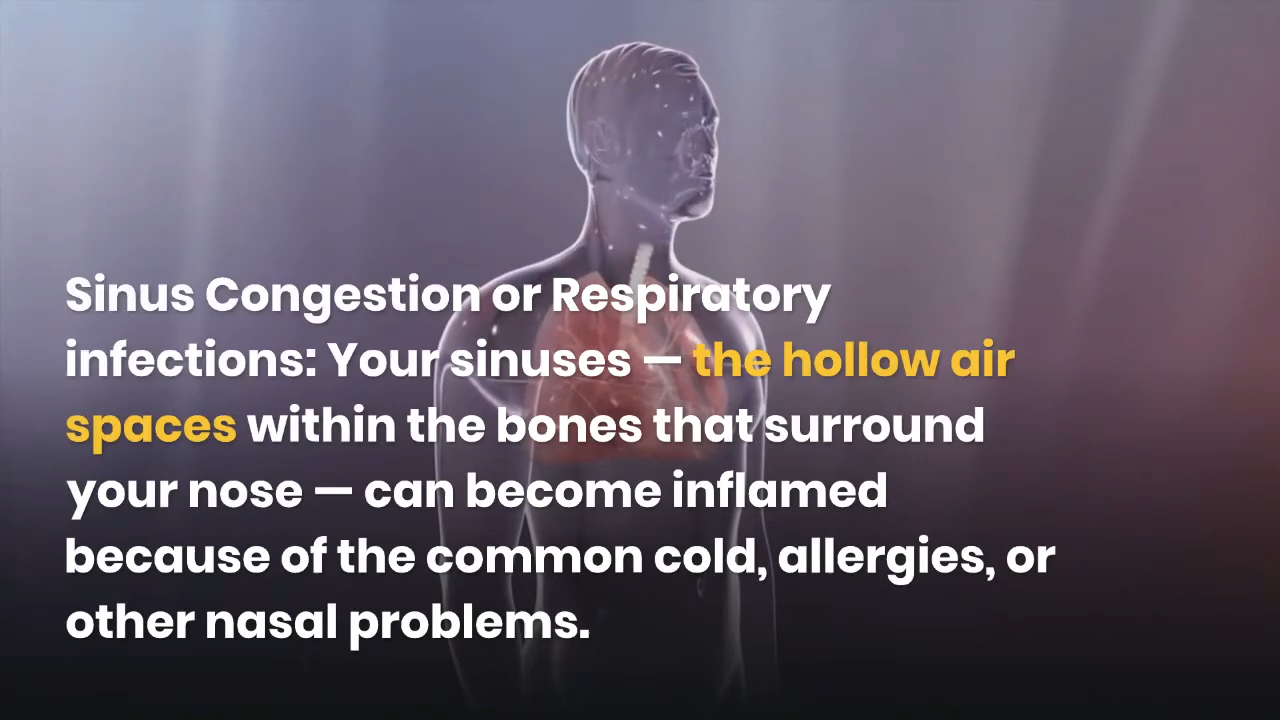 Sinus Congestion or Respiratory
infections: Your sinuses — the hollow air
spaces within the bones that surround
your nose — can become inflamed
because of the common cold, allergies, or
other nasal problems.